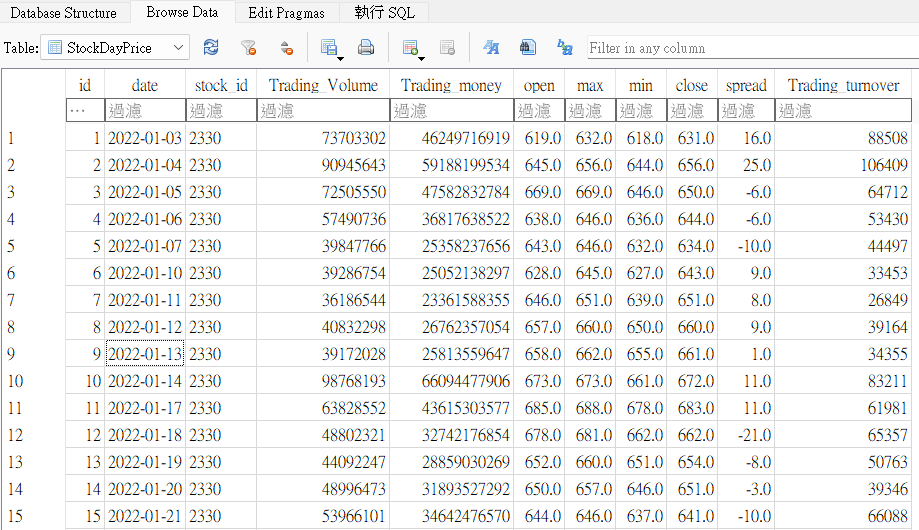 Database Structure Browse Data Edit Pragmas 執行 SQL
Table: StockDayPrice Filter in any column
id date stock_id Trading_Volume Trading_money open max min close spread Trading_turnover
... 過濾 過濾 過濾 過濾 過濾 過濾 過濾 過濾 過濾 過濾
1 1 2022-01-03 2330 73703302 46249716919 619.0 632.0 618.0 631.0 16.0 88508
2 2 2022-01-04 2330 90945643 59188199534 645.0 656.0 644.0 656.0 25.0 106409
3 3 2022-01-05 2330 72505550 47582832784 669.0 669.0 646.0 650.0 -6.0 64712
4 4 2022-01-06 2330 57490736 36817638522 638.0 646.0 636.0 644.0 -6.0 53430
5 5 2022-01-07 2330 39847766 25358237656 643.0 646.0 632.0 634.0 -10.0 44497
6 6 2022-01-10 2330 39286754 25052138297 628.0 645.0 627.0 643.0 9.0 33453
7 7 2022-01-11 2330 36186544 23361588355 646.0 651.0 639.0 651.0 8.0 26849
8 8 2022-01-12 2330 40832298 26762357054 657.0 660.0 650.0 660.0 9.0 39164
9 9 2022-01-13 2330 39172028 25813559647 658.0 662.0 655.0 661.0 1.0 34355
10 10 2022-01-14 2330 98768193 66094477906 673.0 673.0 661.0 672.0 11.0 83211
11 11 2022-01-17 2330 63828552 43615303577 685.0 688.0 678.0 683.0 11.0 61981
12 12 2022-01-18 2330 48802321 32742176854 678.0 681.0 662.0 662.0 -21.0 65357
13 13 2022-01-19 2330 44092247 28859030269 652.0 660.0 651.0 654.0 -8.0 50763
14 14 2022-01-20 2330 48996473 31893527292 650.0 657.0 646.0 651.0 -3.0 39346
15 15 2022-01-21 2330 53966101 34642476570 644.0 646.0 637.0 641.0 -10.0 66088